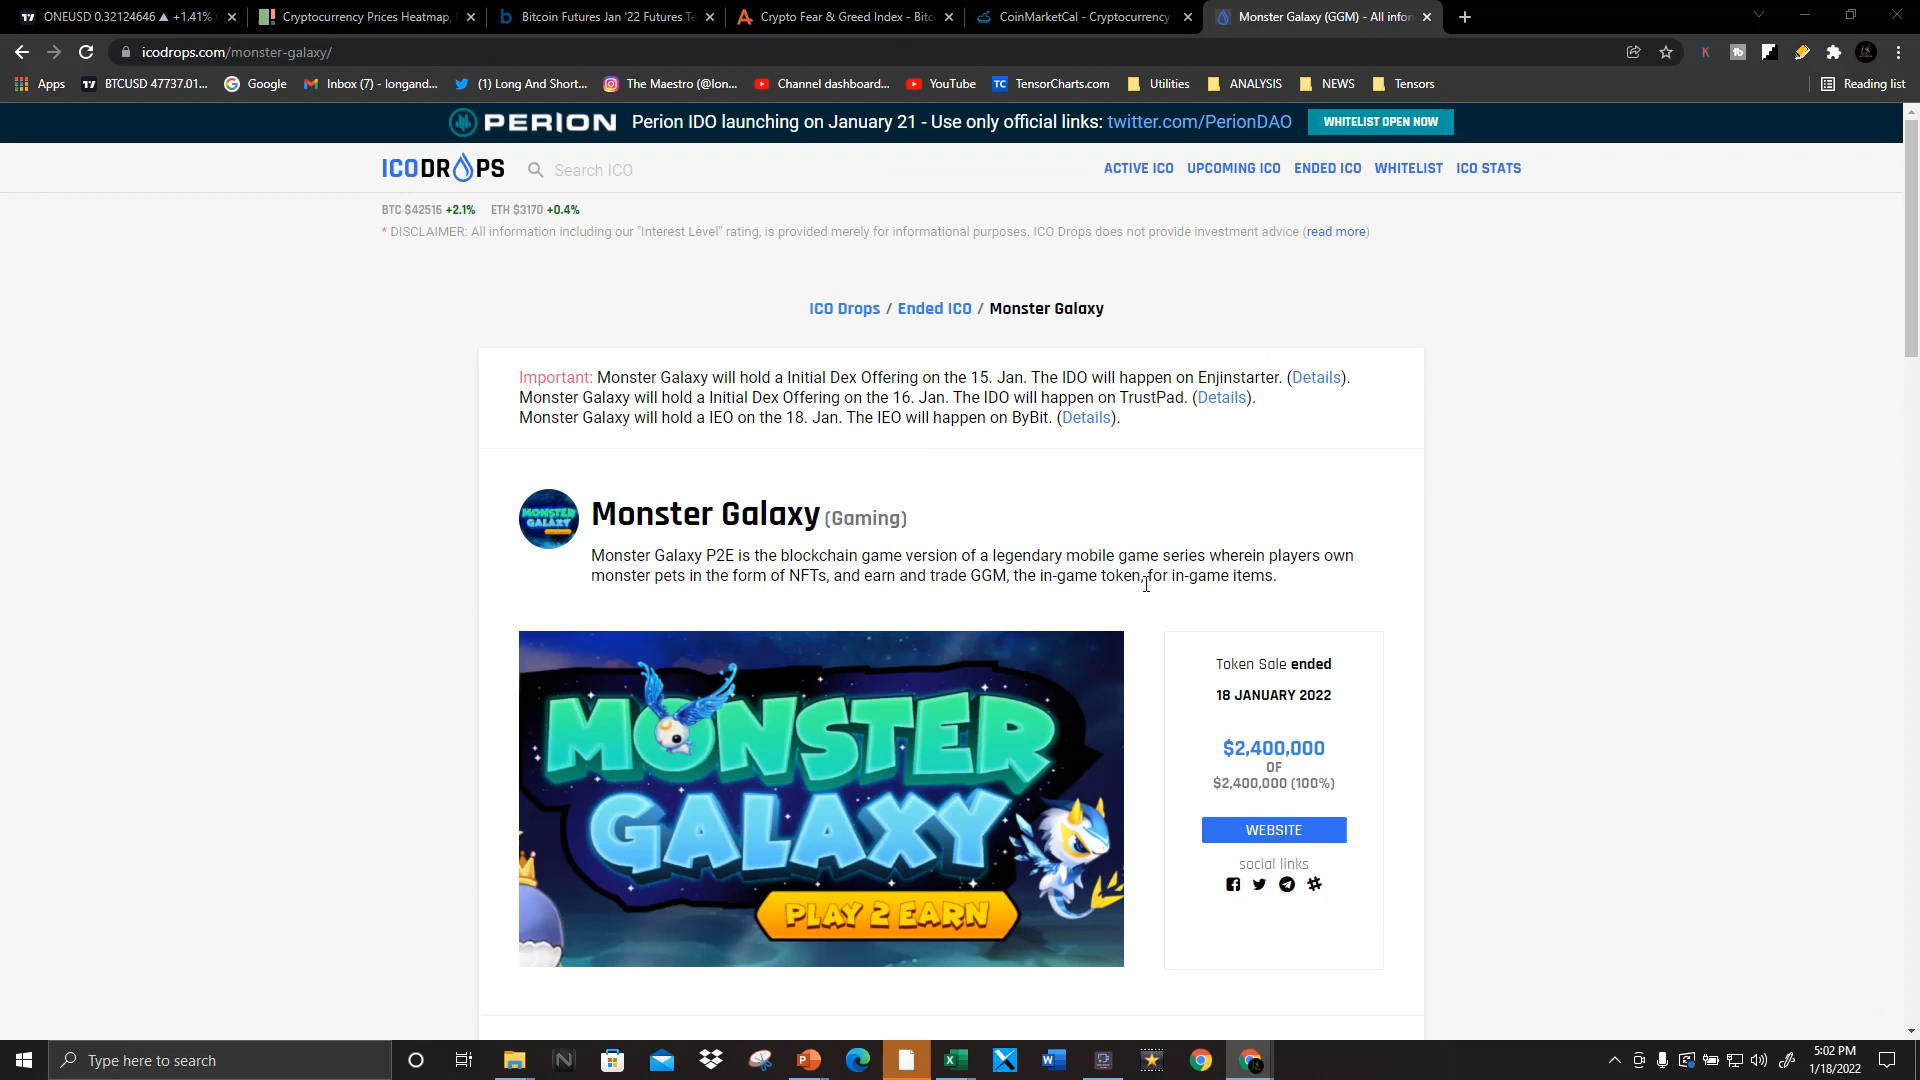 ONEUSD 0.32124646 ▲ +1.41%
Cryptocurrency Prices Heatmap,
Bitcoin Futures Jan '22 Futures Te
Crypto Fear & Greed Index - Bitc
CoinMarketCal - Cryptocurrency
Monster Galaxy (GGM) - All infor
icodrops.com/monster-galaxy/
Apps
BTCUSD 47737.01...
Google
Inbox (7) - longand...
(1) Long And Short...
The Maestro (@lon...
Channel dashboard...
YouTube
TensorCharts.com
Utilities
ANALYSIS
NEWS
Tensors
Reading list
PERION Perion IDO launching on January 21 - Use only official links: twitter.com/PerionDAO WHITELIST OPEN NOW
ICODROPS Search ICO ACTIVE ICO UPCOMING ICO ENDED ICO WHITELIST ICO STATS
BTC $42516 +2.1% ETH $3170 +0.4%
* DISCLAIMER: All information including our "Interest Level" rating, is provided merely for informational purposes. ICO Drops does not provide investment advice (read more)
ICO Drops / Ended ICO / Monster Galaxy
Important: Monster Galaxy will hold a Initial Dex Offering on the 15. Jan. The IDO will happen on Enjinstarter. (Details).
Monster Galaxy will hold a Initial Dex Offering on the 16. Jan. The IDO will happen on TrustPad. (Details).
Monster Galaxy will hold a IEO on the 18. Jan. The IEO will happen on ByBit. (Details).
MONSTER
GALAXY
Monster Galaxy (Gaming)
Monster Galaxy P2E is the blockchain game version of a legendary mobile game series wherein players own
monster pets in the form of NFTs, and earn and trade GGM, the in-game token, for in-game items.
MONSTER
GALAXY
PLAY 2 EARN
Token Sale ended
18 JANUARY 2022
$2,400,000
OF
$2,400,000 (100%)
WEBSITE
social links
Type here to search
5:02 PM
1/18/2022